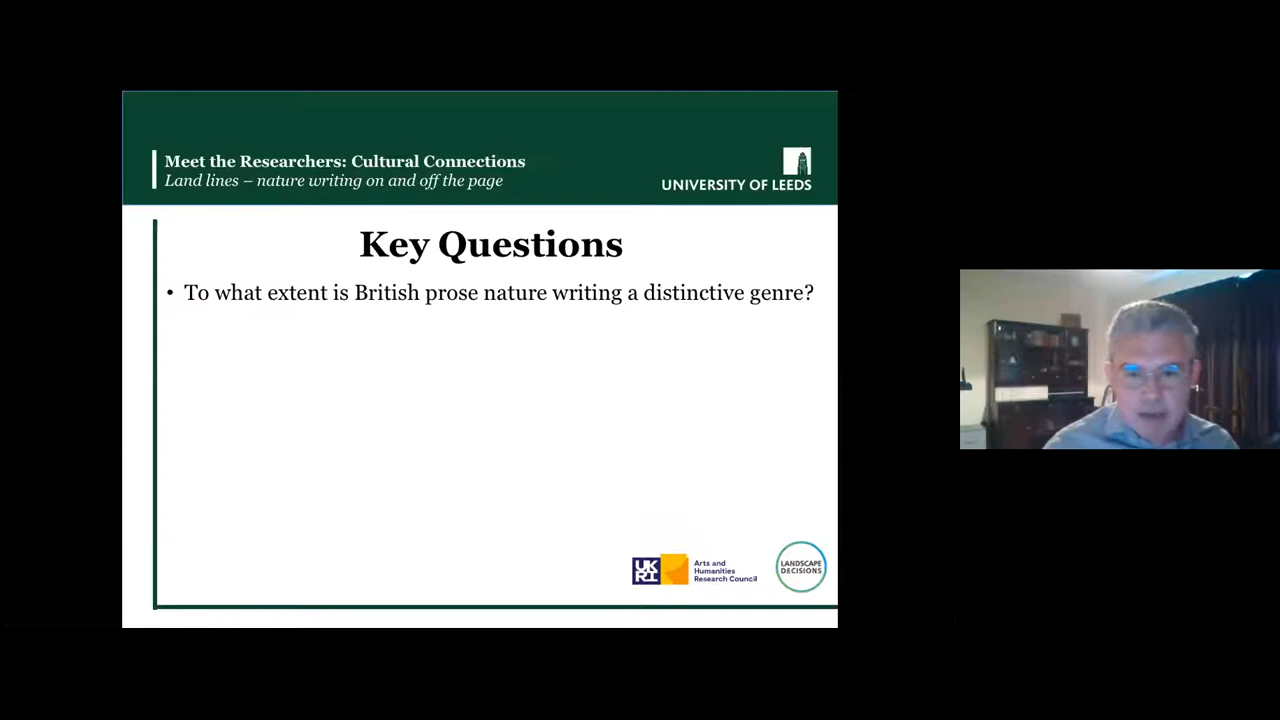 Meet the Researchers: Cultural Connections
Land lines – nature writing on and off the page
UNIVERSITY OF LEEDS
Key Questions
• To what extent is British prose nature writing a distinctive genre?
UKRI
Arts and
Humanities
Research Council
LANDSCAPE
DECISIONS